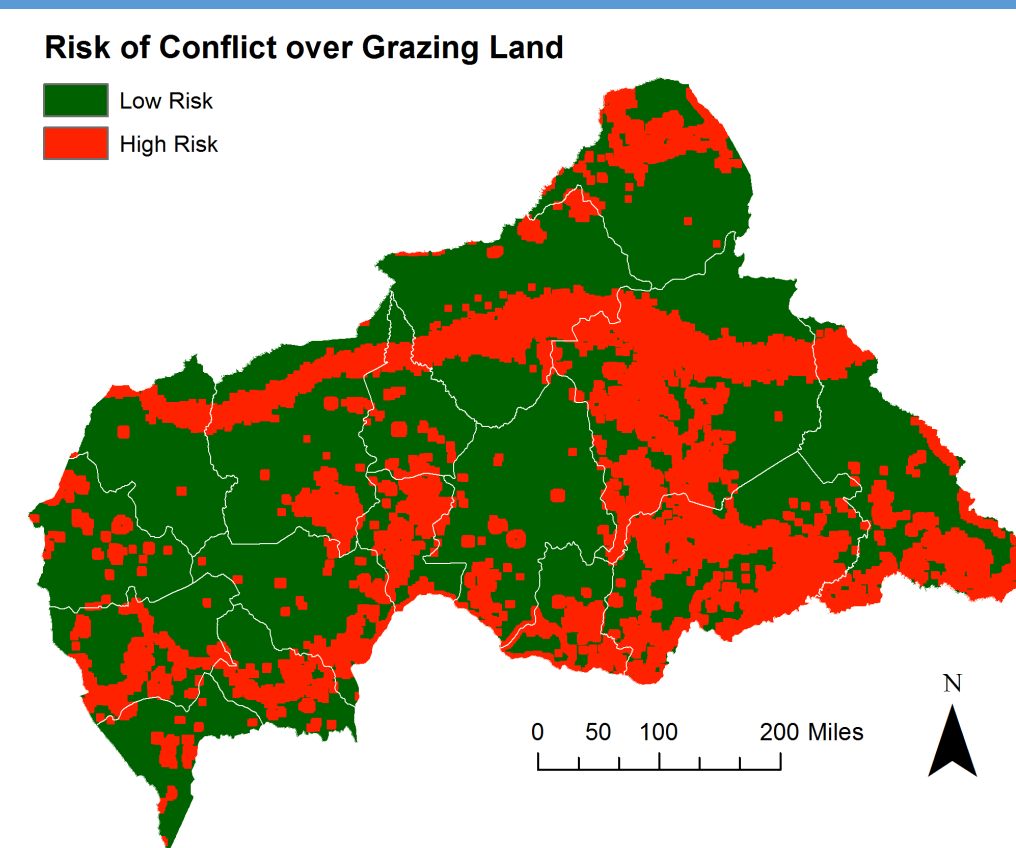 Risk of Conflict over Grazing Land
Low Risk
High Risk
N
0 50 100 200 Miles